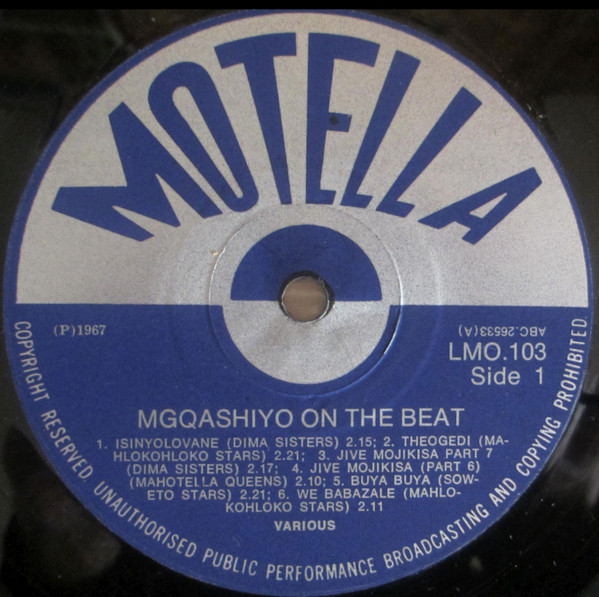 MOTELLA
(P)1967
ABC.26533(A)
LMO.103
Side 1
MGQASHIYO ON THE BEAT
1. ISINYOLOVANE (DIMA SISTERS) 2.15; 2. THEOGEDI (MA-
HLOKOHLOKO STARS) 2.21; 3. JIVE MOJIKISA PART 7
(DIMA SISTERS) 2.17; 4. JIVE MOJIKISA (PART 6)
(MAHOTELLA QUEENS) 2.10; 5. BUYA BUYA (SOW-
ETO STARS) 2.21; 6. WE BABAZALE (MAHLO-
KOHLOKO STARS) 2.11
VARIOUS
COPYRIGHT RESERVED. UNAUTHORISED PUBLIC PERFORMANCE BROADCASTING AND COPYING PROHIBITED.